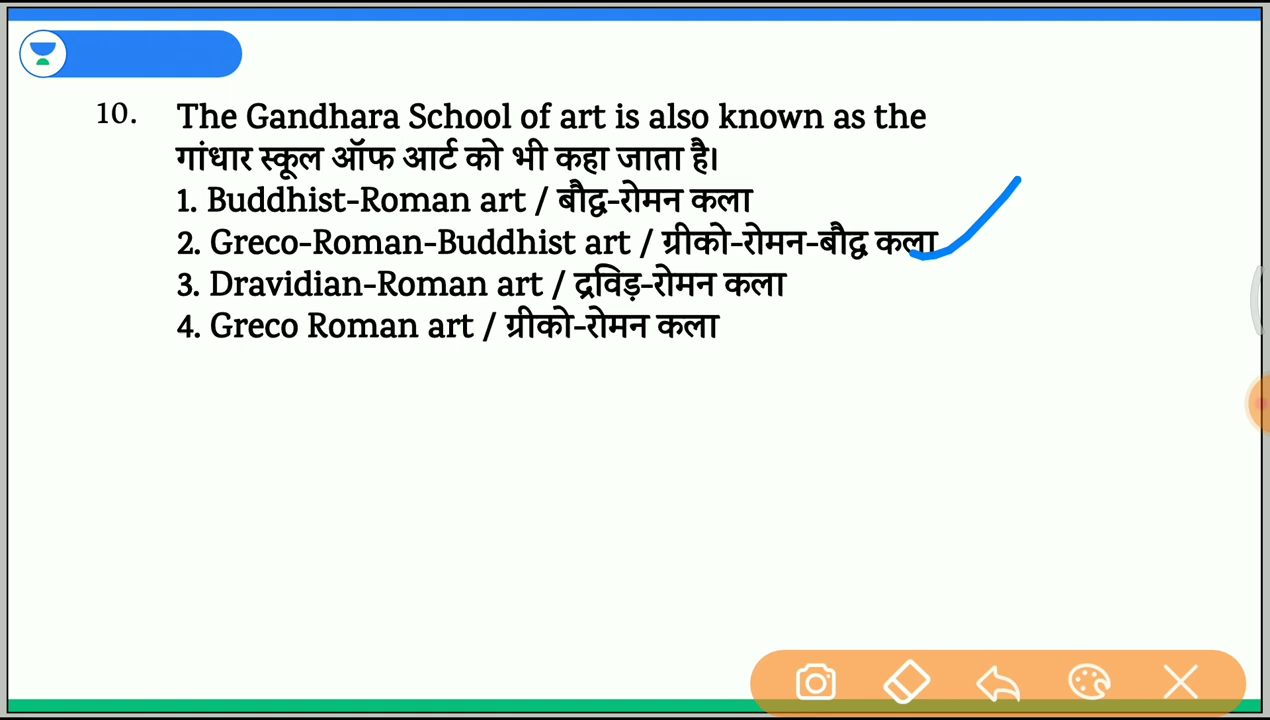 10. The Gandhara School of art is also known as the
गांधार स्कूल ऑफ आर्ट को भी कहा जाता है।
1. Buddhist-Roman art / बौद्ध-रोमन कला
2. Greco-Roman-Buddhist art / ग्रीको-रोमन-बौद्ध कला
3. Dravidian-Roman art / द्रविड़-रोमन कला
4. Greco Roman art / ग्रीको-रोमन कला